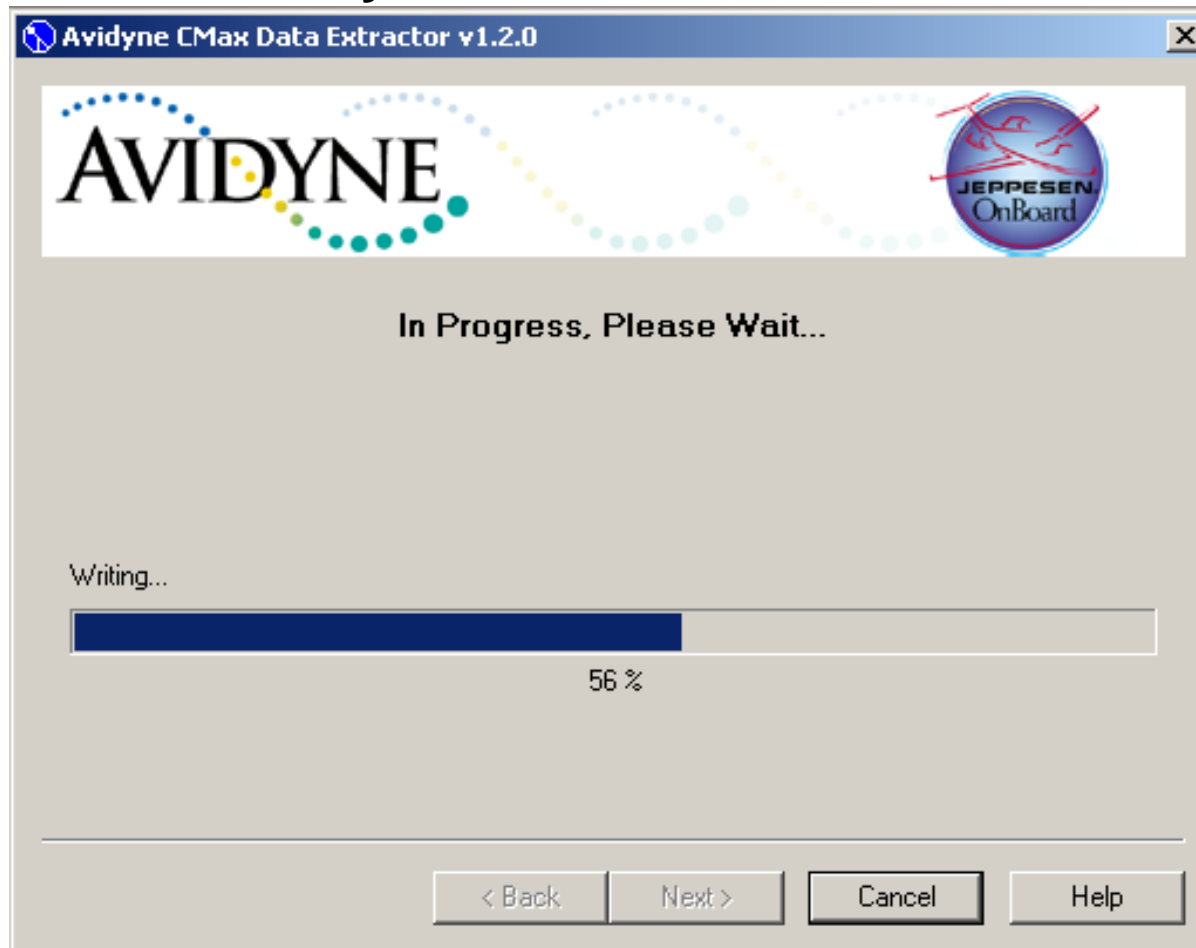 Avidyne CMax Data Extractor v1.2.0
AVIDYNE
JEPPESEN
OnBoard
In Progress, Please Wait...
Writing...
56 %
< Back
Next >
Cancel
Help